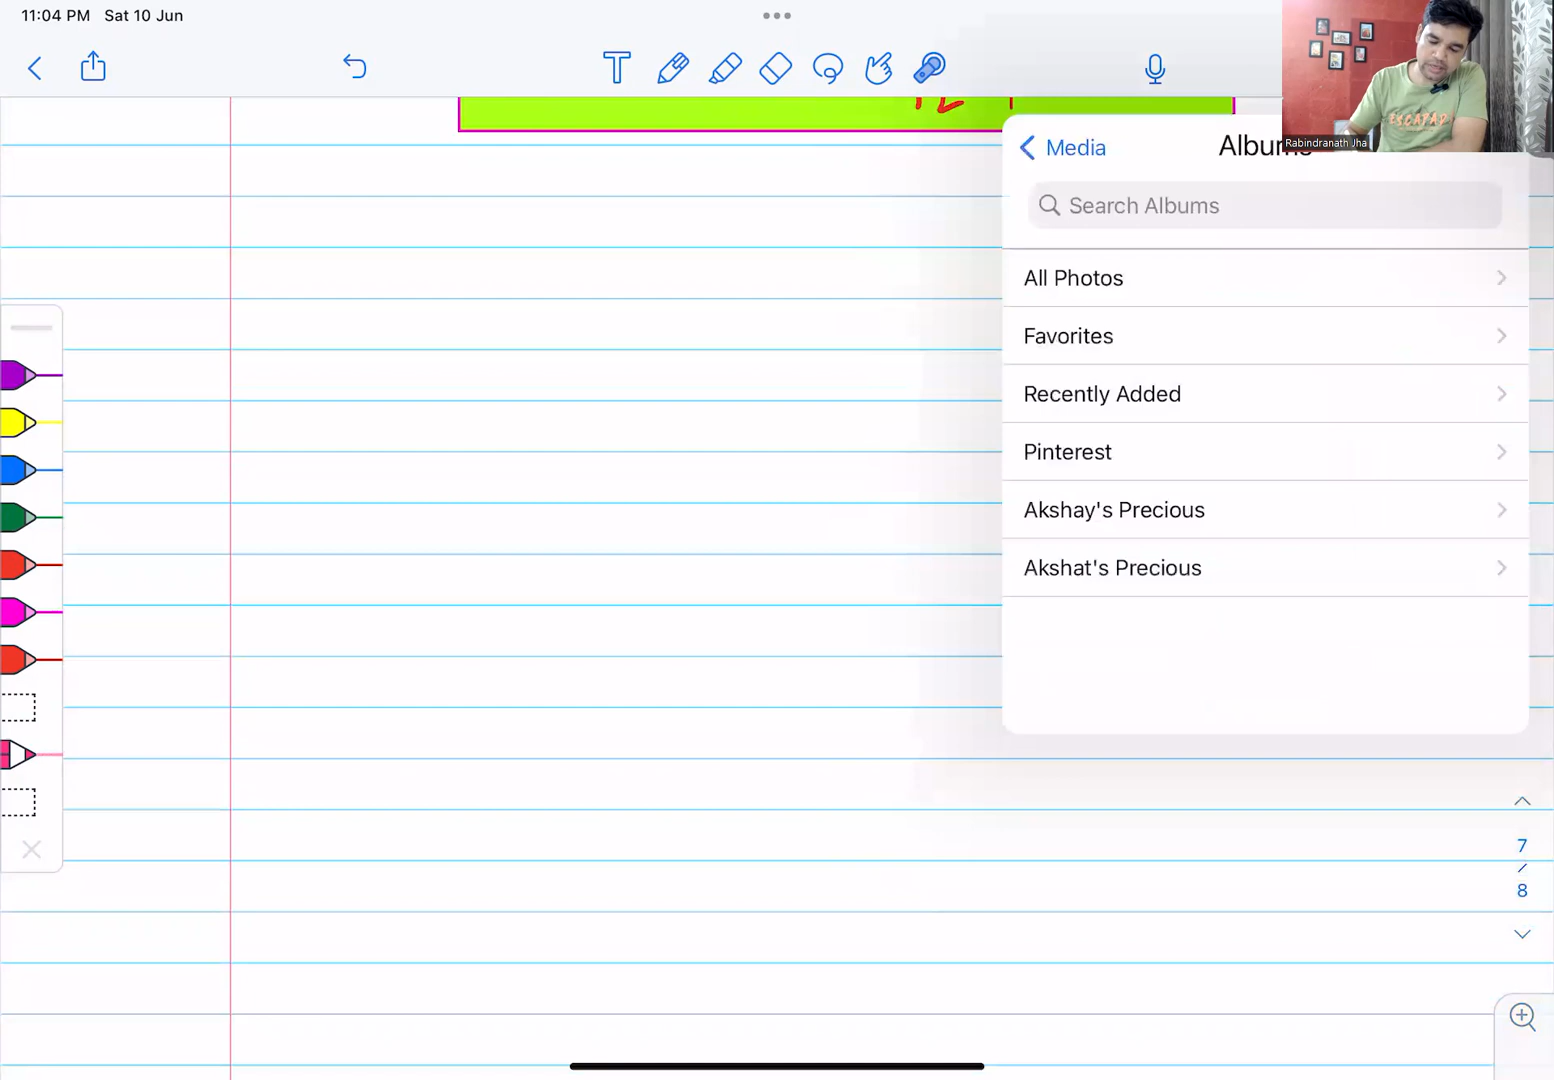 11:04 PM Sat 10 Jun
T
Media
Albums
Search Albums
All Photos
Favorites
Recently Added
Pinterest
Akshay's Precious
Akshat's Precious
7
/
8
ESCAPAD
Rabindranath Jha